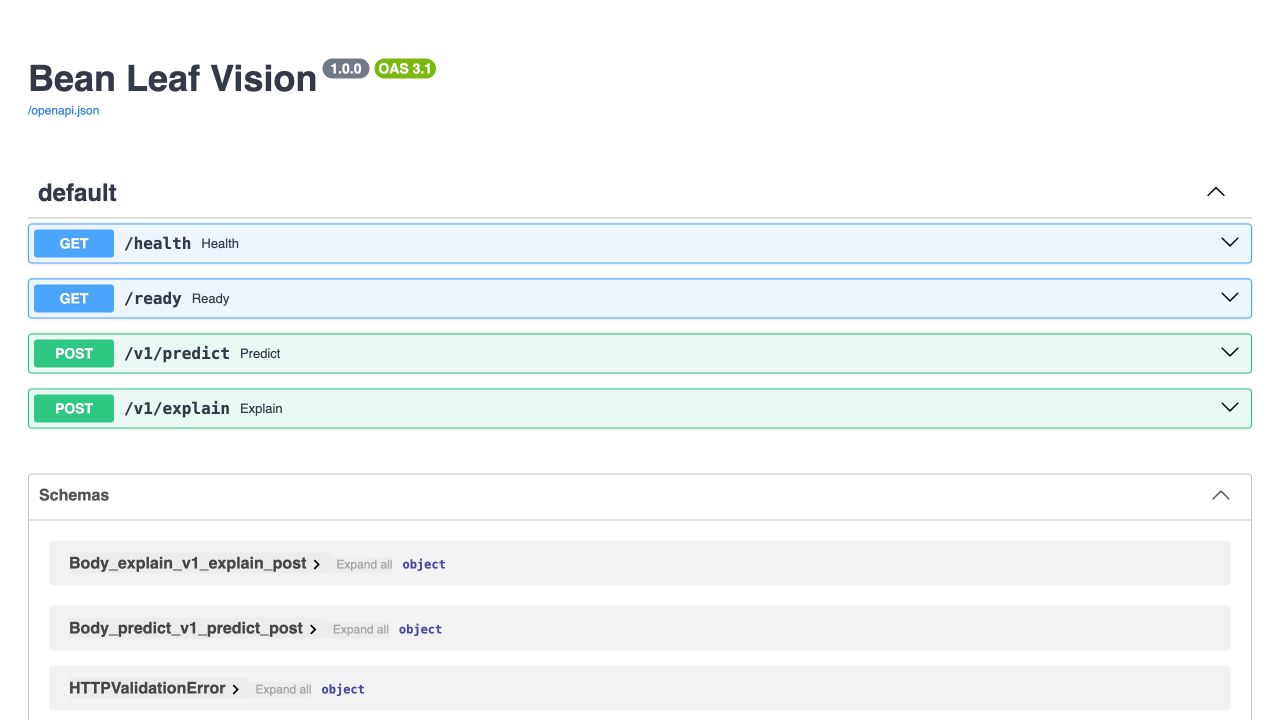 Bean Leaf Vision 1.0.0 OAS 3.1
/openapi.json
default
GET /health Health
GET /ready Ready
POST /v1/predict Predict
POST /v1/explain Explain
Schemas
Body_explain_v1_explain_post Expand all object
Body_predict_v1_predict_post Expand all object
HTTPValidationError Expand all object